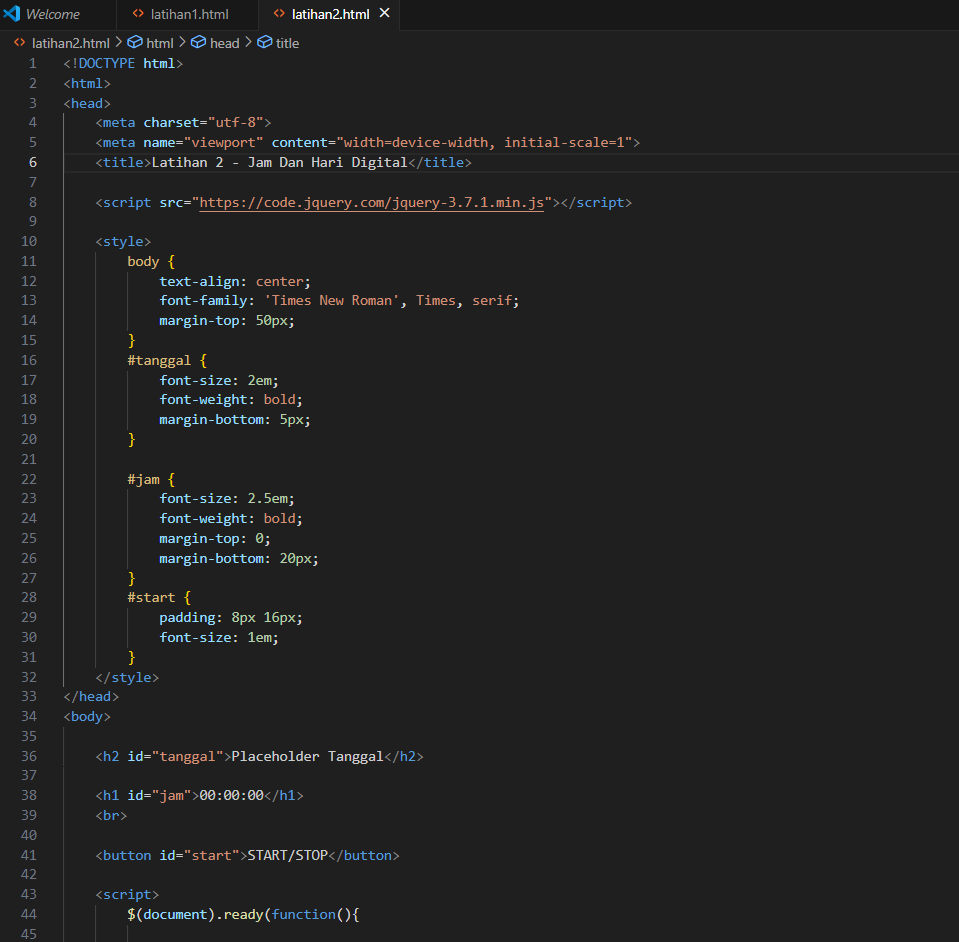 Welcome latihan1.html latihan2.html
latihan2.html > html > head > title
1 <!DOCTYPE html>
2 <html>
3 <head>
4 <meta charset="utf-8">
5 <meta name="viewport" content="width=device-width, initial-scale=1">
6 <title>Latihan 2 - Jam Dan Hari Digital</title>
7
8 <script src="https://code.jquery.com/jquery-3.7.1.min.js"></script>
9
10 <style>
11 body {
12 text-align: center;
13 font-family: 'Times New Roman', Times, serif;
14 margin-top: 50px;
15 }
16 #tanggal {
17 font-size: 2em;
18 font-weight: bold;
19 margin-bottom: 5px;
20 }
21
22 #jam {
23 font-size: 2.5em;
24 font-weight: bold;
25 margin-top: 0;
26 margin-bottom: 20px;
27 }
28 #start {
29 padding: 8px 16px;
30 font-size: 1em;
31 }
32 </style>
33 </head>
34 <body>
35
36 <h2 id="tanggal">Placeholder Tanggal</h2>
37
38 <h1 id="jam">00:00:00</h1>
39 <br>
40
41 <button id="start">START/STOP</button>
42
43 <script>
44 $(document).ready(function(){
45